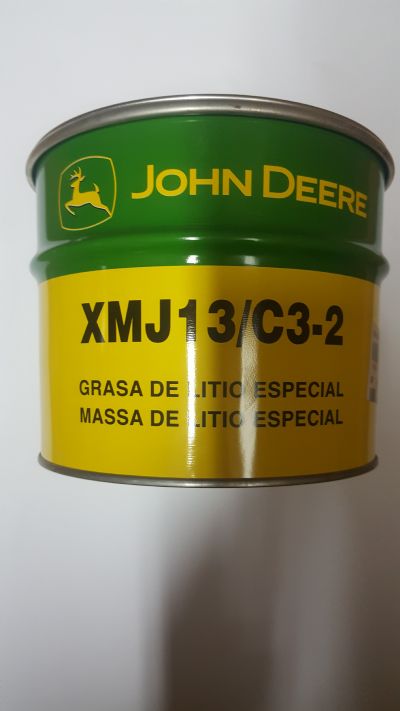 JOHN DEERE
XMJ13/C3-2
GRASA DE LITIO ESPECIAL
MASSA DE LITIO ESPECIAL